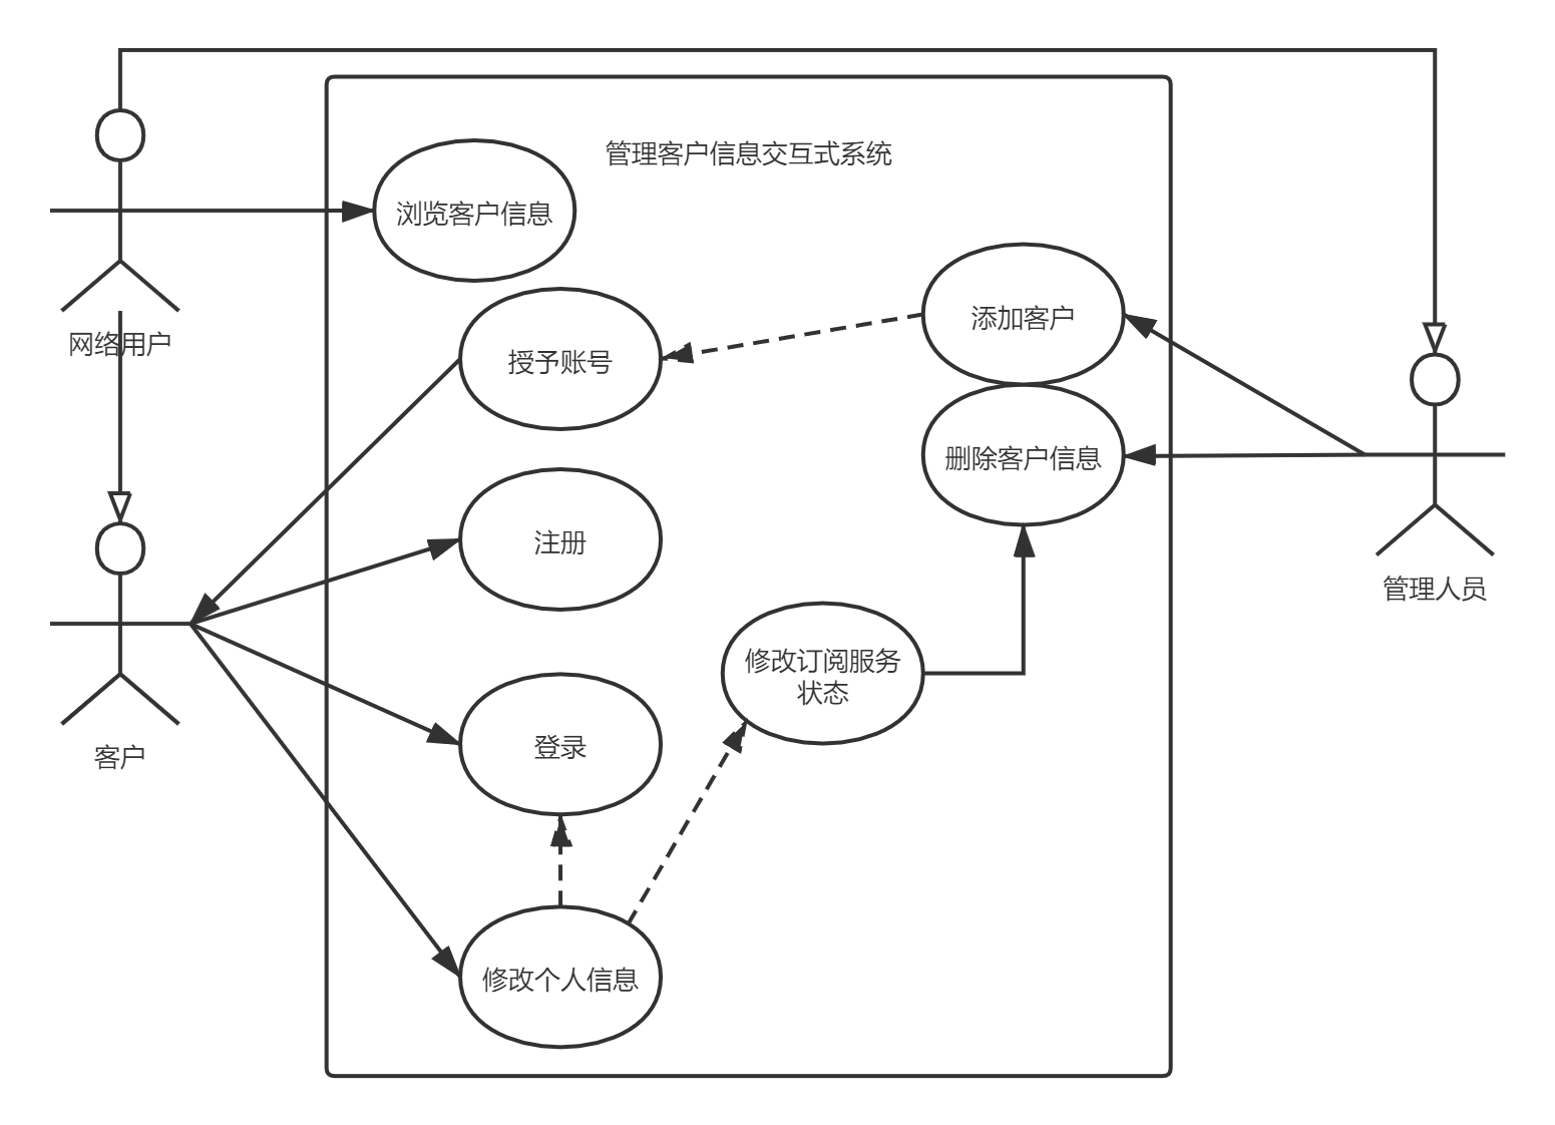 管理客户信息交互式系统
浏览客户信息
添加客户
网络用户
授予账号
删除客户信息
注册
管理人员
修改订阅服务
状态
登录
客户
修改个人信息